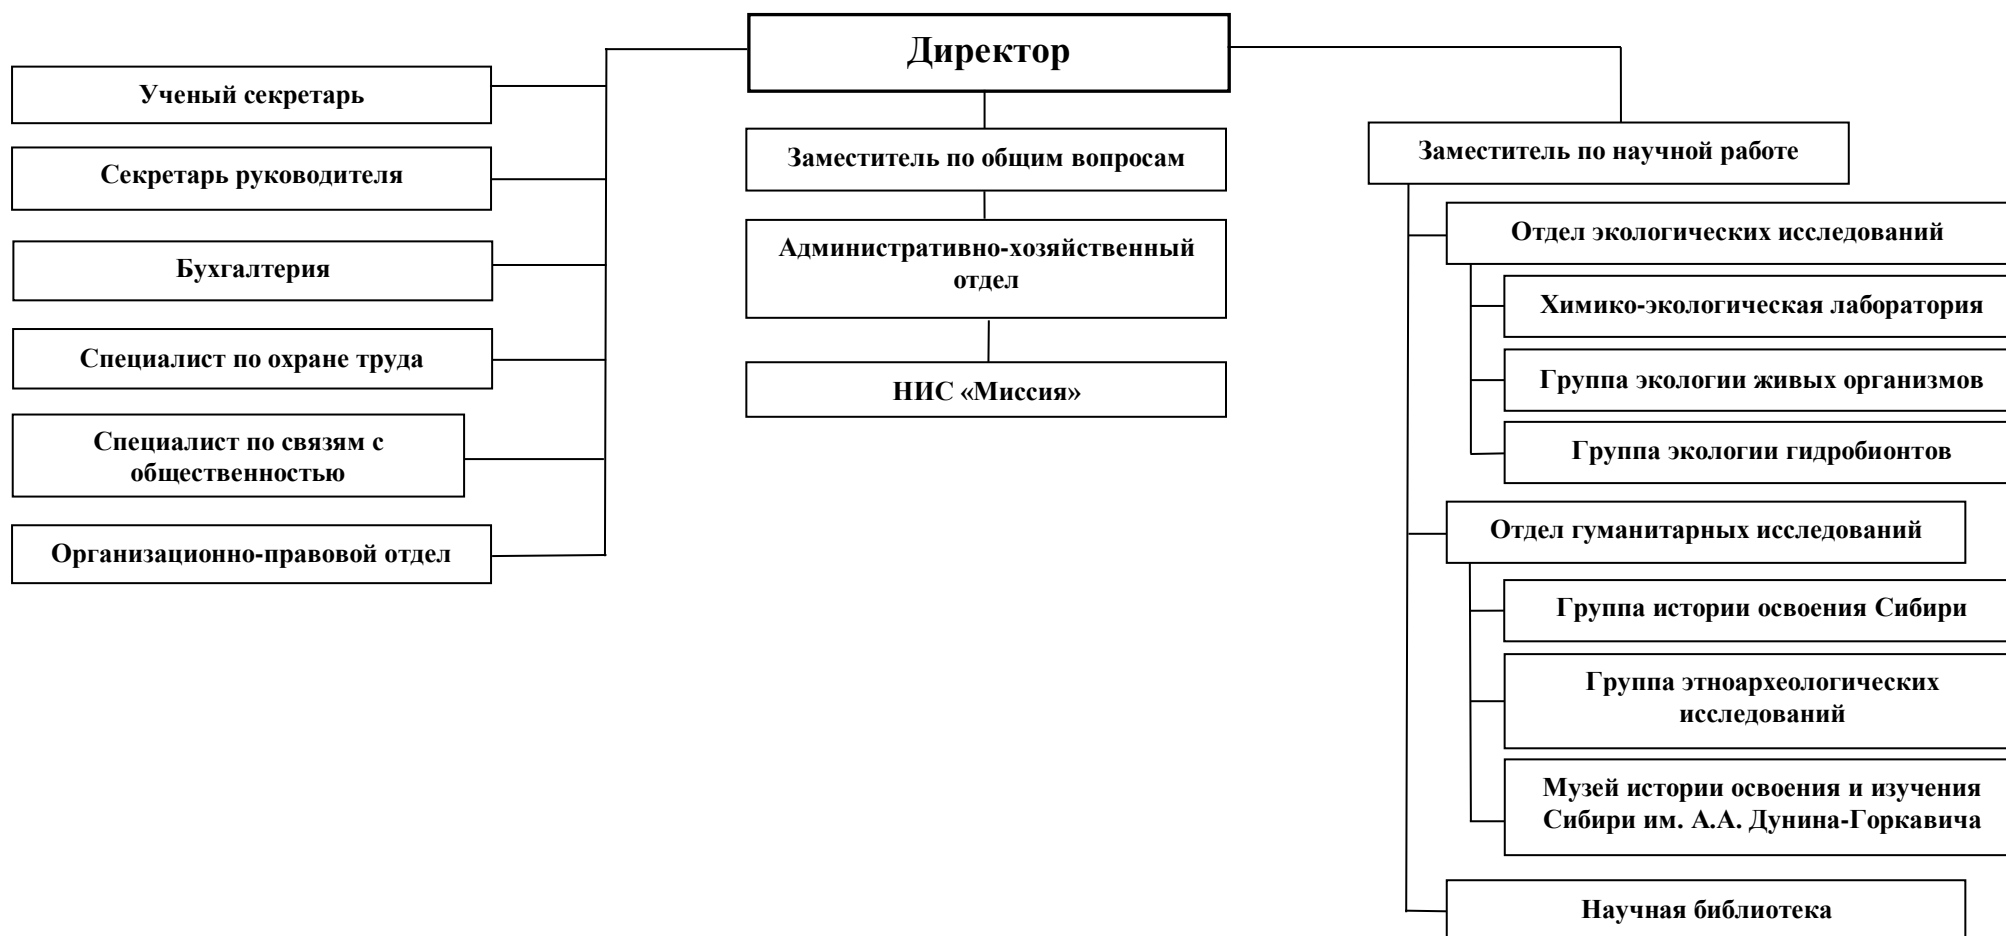 Директор
Ученый секретарь
Секретарь руководителя
Бухгалтерия
Специалист по охране труда
Специалист по связям с
общественностью
Организационно-правовой отдел
Заместитель по общим вопросам
Административно-хозяйственный
отдел
НИС «Миссия»
Заместитель по научной работе
Отдел экологических исследований
Химико-экологическая лаборатория
Группа экологии живых организмов
Группа экологии гидробионтов
Отдел гуманитарных исследований
Группа истории освоения Сибири
Группа этноархеологических
исследований
Музей истории освоения и изучения
Сибири им. А.А. Дунина-Горкавича
Научная библиотека